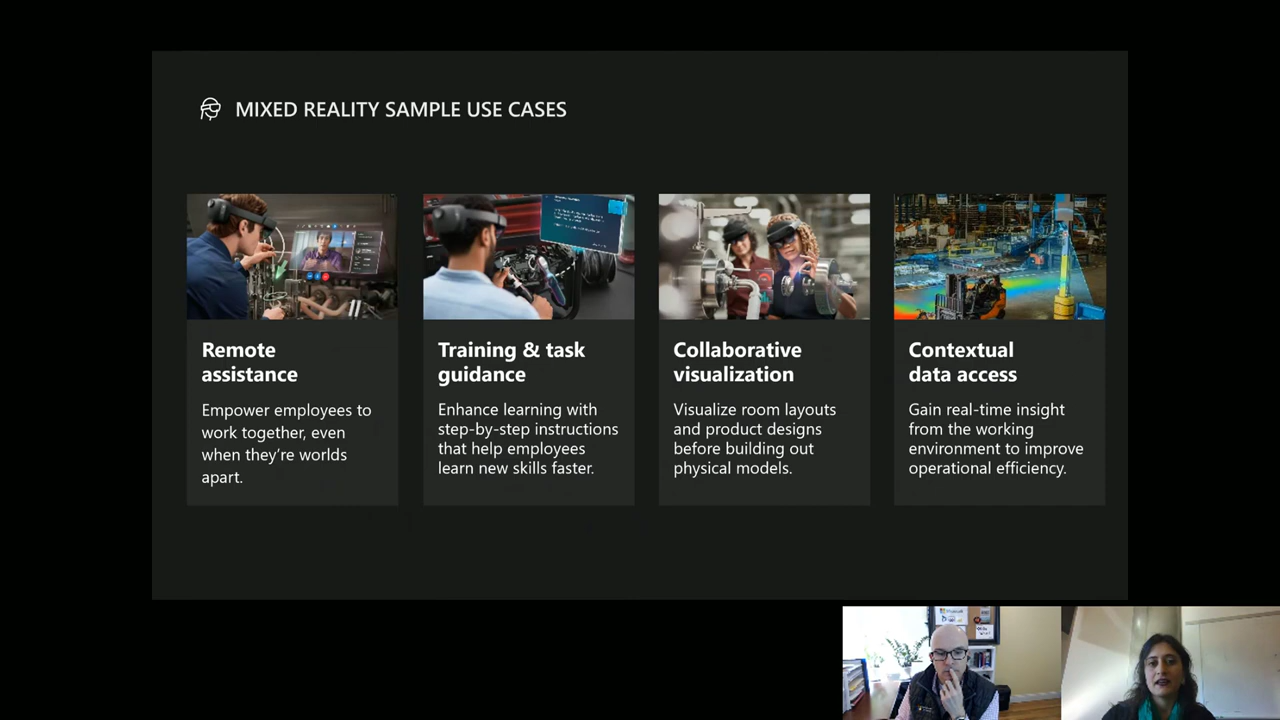 MIXED REALITY SAMPLE USE CASES
Remote
assistance
Empower employees to
work together, even
when they're worlds
apart.
Training & task
guidance
Enhance learning with
step-by-step instructions
that help employees
learn new skills faster.
Collaborative
visualization
Visualize room layouts
and product designs
before building out
physical models.
Contextual
data access
Gain real-time insight
from the working
environment to improve
operational efficiency.